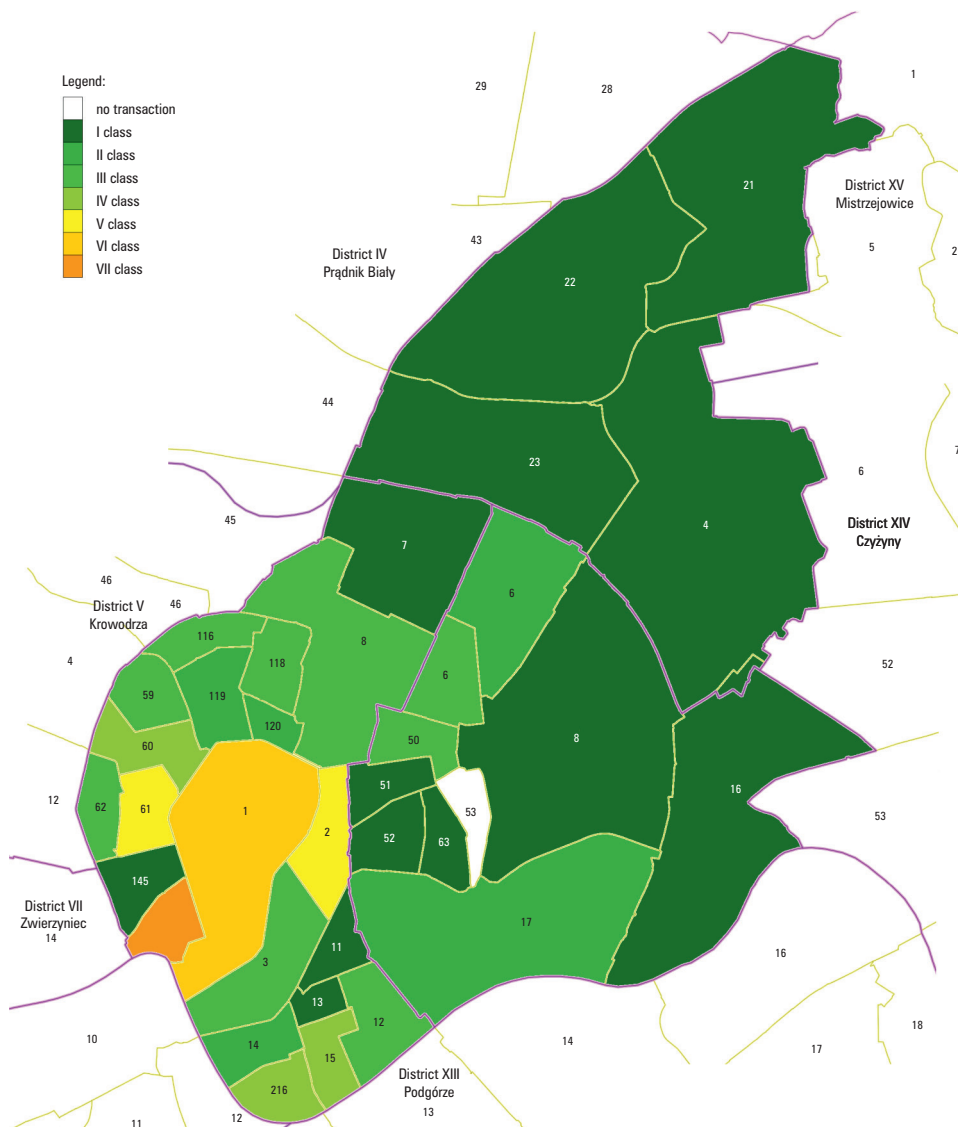 Legend:
no transaction
I class
II class
III class
IV class
V class
VI class
VII class
29
28
1
21
District XV
Mistrzejowice
5
2
43
District IV
Prądnik Biały
22
44
23
6
7
4
District XIV
Czyżyny
45
7
46
46
District V
Krowodrza
6
116
8
118
6
52
4
59
119
120
60
50
8
51
16
12
62
61
1
2
53
53
52
63
145
District VII
Zwierzyniec
14
17
11
3
16
13
12
10
14
14
18
15
17
216
District XIII
Podgórze
13
11
12